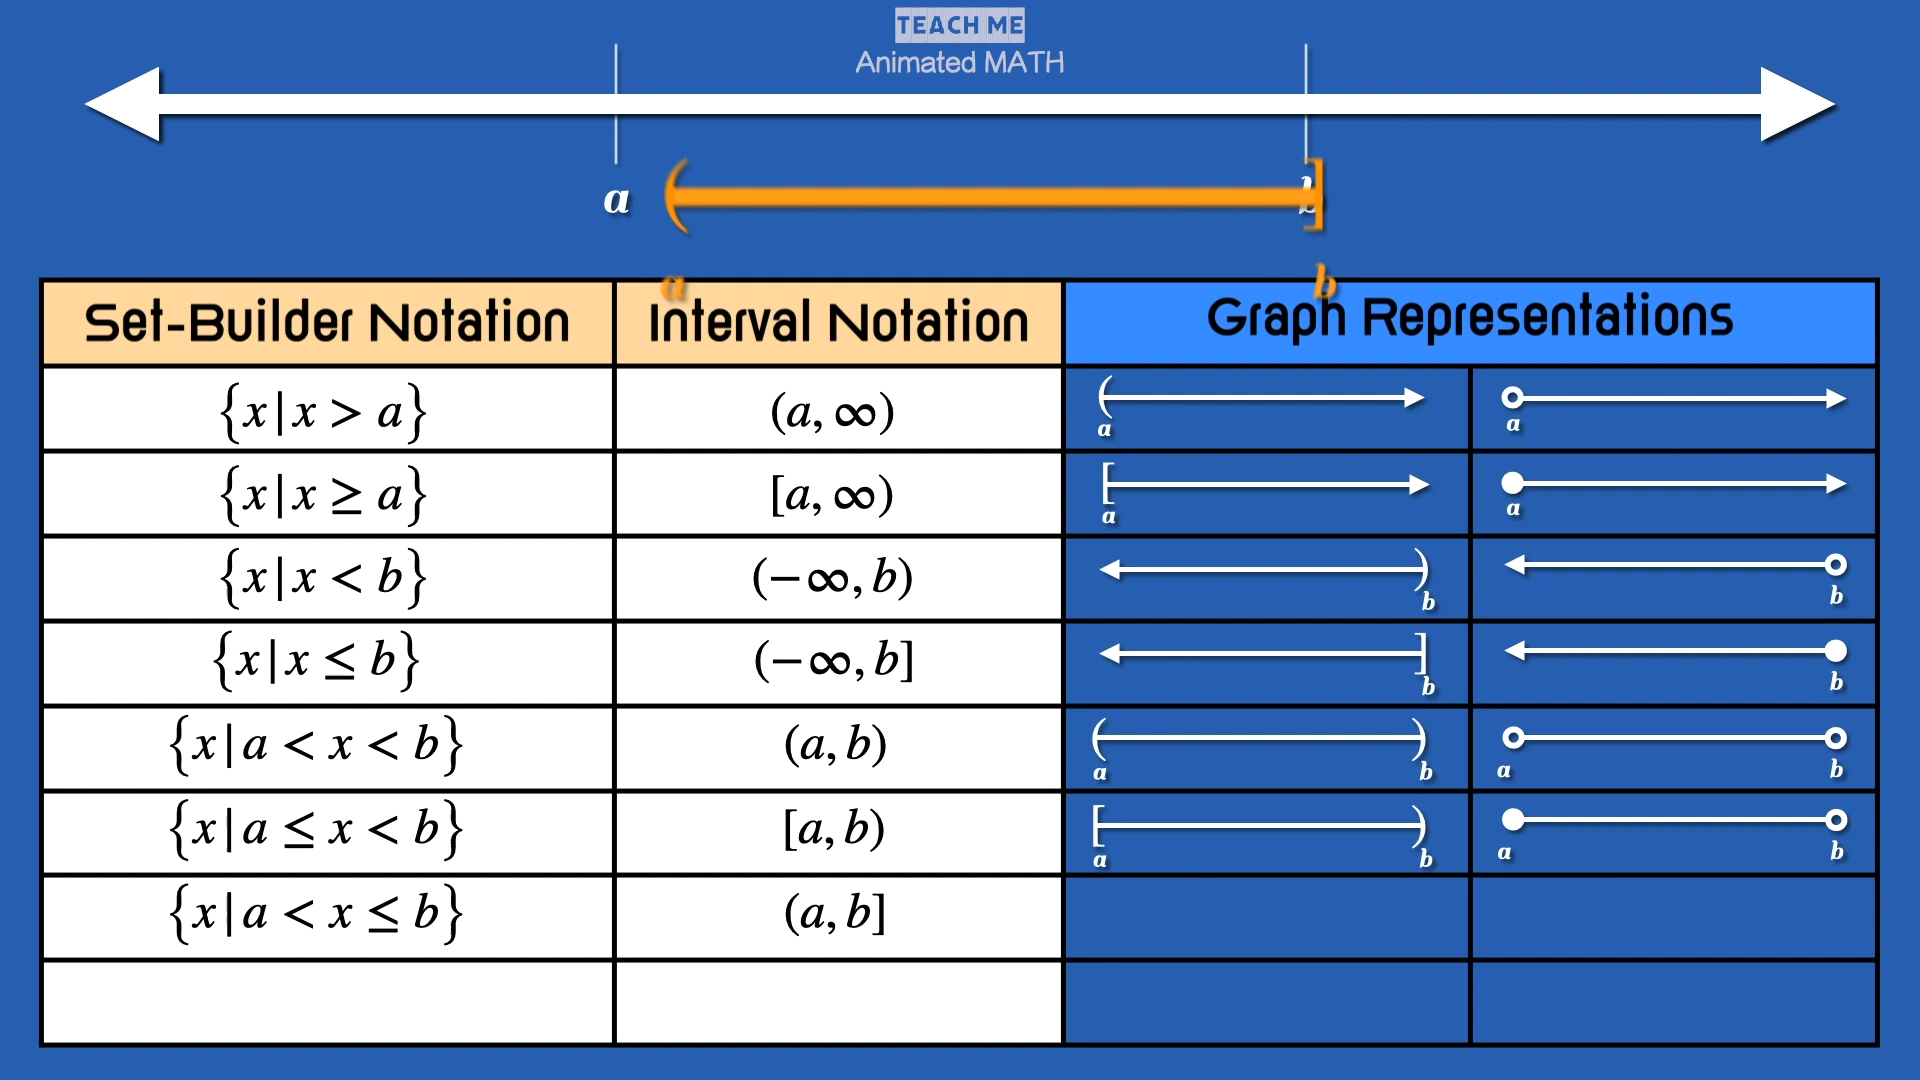 TEACH ME
Animated MATH
a b
a b
Set-Builder Notation Interval Notation Graph Representations
{x|x > a} (a, ∞) ( a a
{x|x ≥ a} [a, ∞) [ a a
{x|x < b} (−∞, b) ) b b
{x|x ≤ b} (−∞, b] ] b b
{x|a < x < b} (a, b) ( a ) b a b
{x|a ≤ x < b} [a, b) [ a ) b a b
{x|a < x ≤ b} (a, b]